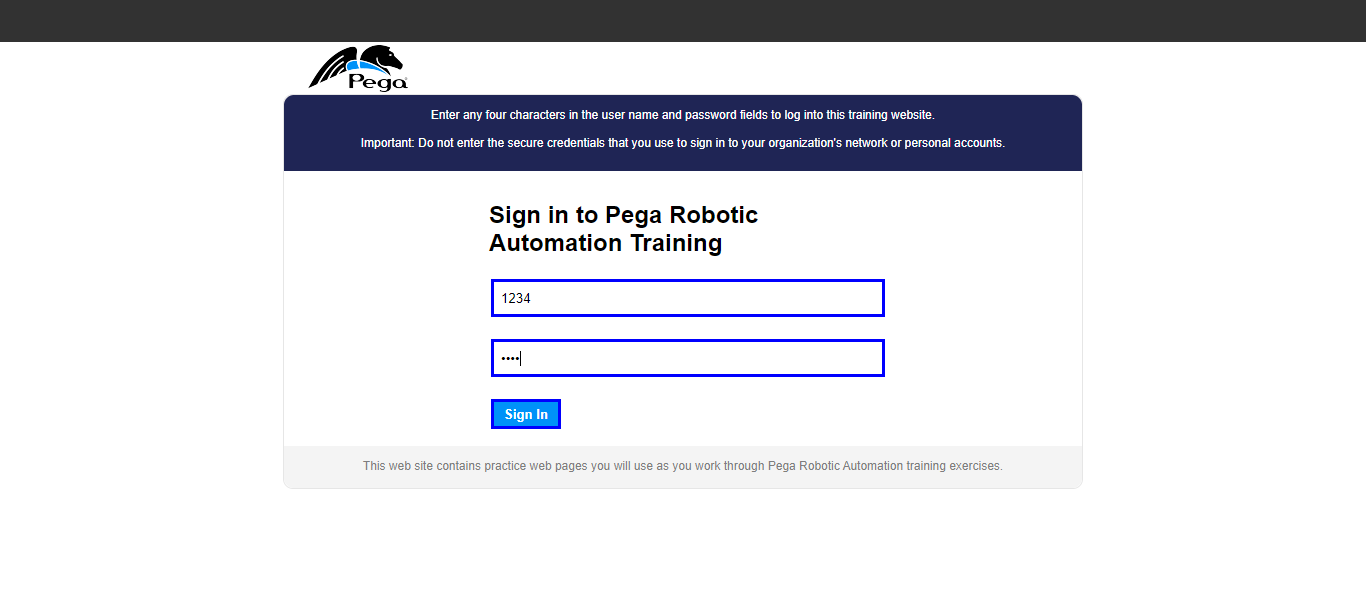 Pega
Enter any four characters in the user name and password fields to log into this training website.
Important: Do not enter the secure credentials that you use to sign in to your organization's network or personal accounts.
Sign in to Pega Robotic
Automation Training
1234
••••
Sign In
This web site contains practice web pages you will use as you work through Pega Robotic Automation training exercises.